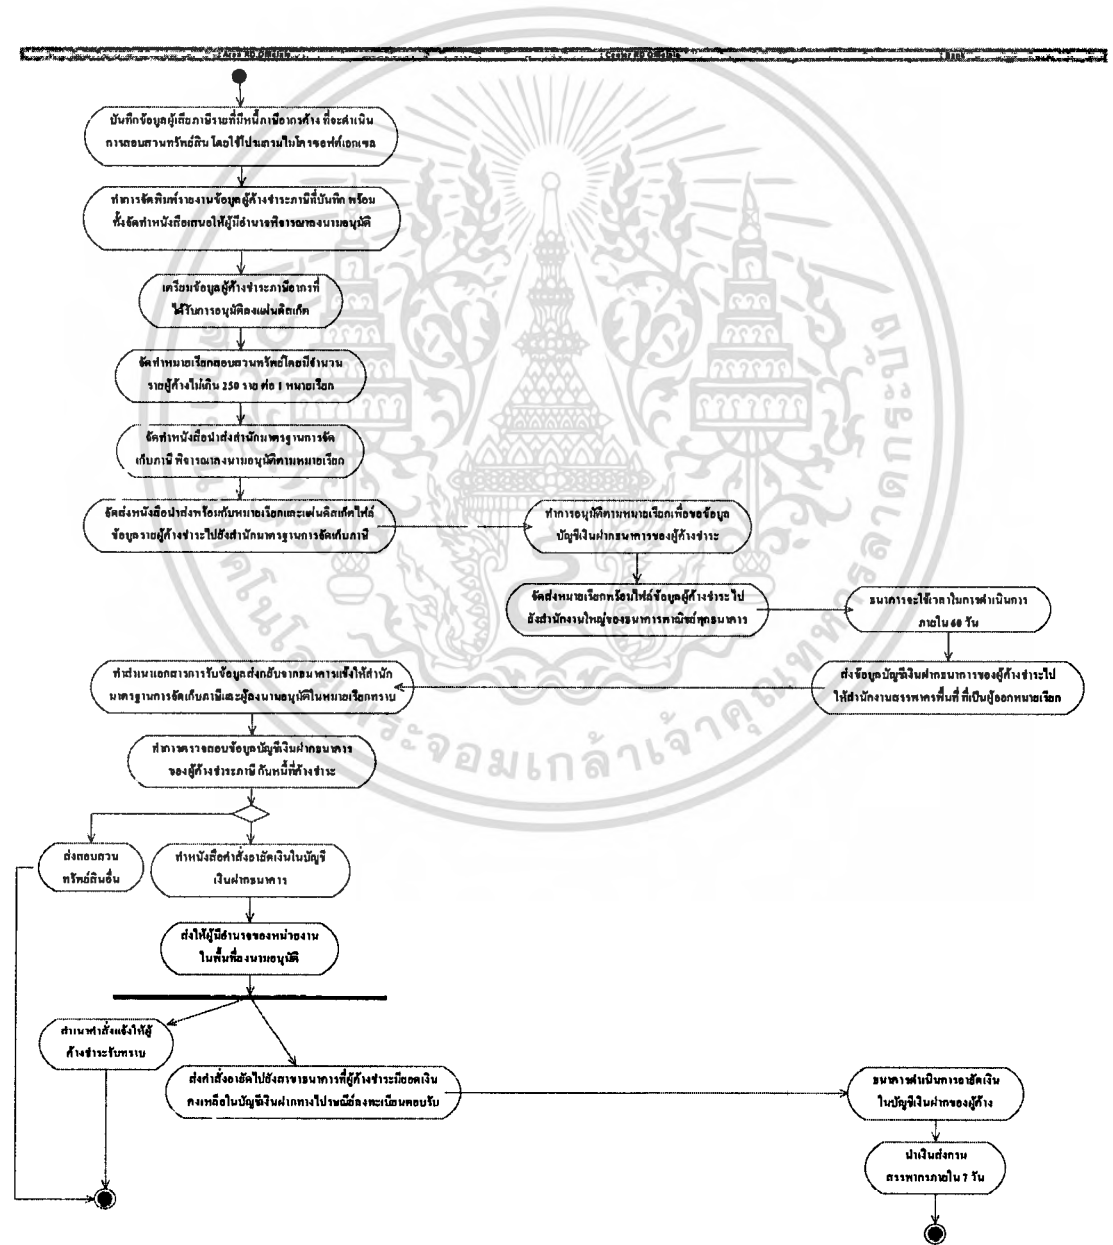 : Area RD Officials
: Center RD Officials
: Bank
บันทึกข้อมูลผู้เสียภาษีรายที่มีหนี้ภาษีอากรค้าง ที่จะดำเนิน
การสอบสวนทรัพย์สิน โดยใช้โปรแกรมไมโครซอฟต์เอกเซล
ทำการจัดพิมพ์รายงานข้อมูลผู้ค้างชำระภาษีที่บันทึก พร้อม
ทั้งจัดทำหนังสือเสนอให้ผู้มีอำนาจพิจารณาลงนามอนุมัติ
เตรียมข้อมูลผู้ค้างชำระภาษีอากรที่
ได้รับการอนุมัติลงแผ่นดิสเก็ต
จัดทำหมายเรียกสอบสวนทรัพย์โดยมีจำนวน
รายผู้ค้างไม่เกิน 250 ราย ต่อ 1 หมายเรียก
จัดทำหนังสือนำส่งสำนักมาตรฐานการจัด
เก็บภาษี พิจารณาลงนามอนุมัติตามหมายเรียก
จัดส่งหนังสือนำส่งพร้อมกับหมายเรียกและแผ่นดิสเก็ตไฟล์
ข้อมูลรายผู้ค้างชำระไปยังสำนักมาตรฐานการจัดเก็บภาษี
ทำการอนุมัติตามหมายเรียกเพื่อขอข้อมูล
บัญชีเงินฝากธนาคารของผู้ค้างชำระ
จัดส่งหมายเรียกพร้อมไฟล์ข้อมูลผู้ค้างชำระ ไป
ยังสำนักงานใหญ่ของธนาคารพาณิชย์ทุกธนาคาร
ธนาคารจะใช้เวลาในการดำเนินการ
ภายใน 60 วัน
ส่งข้อมูลบัญชีเงินฝากธนาคารของผู้ค้างชำระไป
ให้สำนักงานสรรพากรพื้นที่ ที่เป็นผู้ออกหมายเรียก
ทำสำเนาเอกสารการรับข้อมูลส่งกลับจากธนาคารแจ้งให้สำนัก
มาตรฐานการจัดเก็บภาษีและผู้ลงนามอนุมัติในหมายเรียกทราบ
ทำการตรวจสอบข้อมูลบัญชีเงินฝากธนาคาร
ของผู้ค้างชำระภาษี กับหนี้ที่ค้างชำระ
ส่งสอบสวน
ทรัพย์สินอื่น
ทำหนังสือคำสั่งอายัดเงินในบัญชี
เงินฝากธนาคาร
ส่งให้ผู้มีอำนาจของหน่วยงาน
ในพื้นที่ลงนามอนุมัติ
สำเนาคำสั่งแจ้งให้ผู้
ค้างชำระรับทราบ
ส่งคำสั่งอายัดไปยังสาขาธนาคารที่ผู้ค้างชำระมียอดเงิน
คงเหลือในบัญชีเงินฝากทางไปรษณีย์ลงทะเบียนตอบรับ
ธนาคารดำเนินการอายัดเงิน
ในบัญชีเงินฝากของผู้ค้าง
นำเงินส่งกรม
สรรพากรภายใน 7 วัน